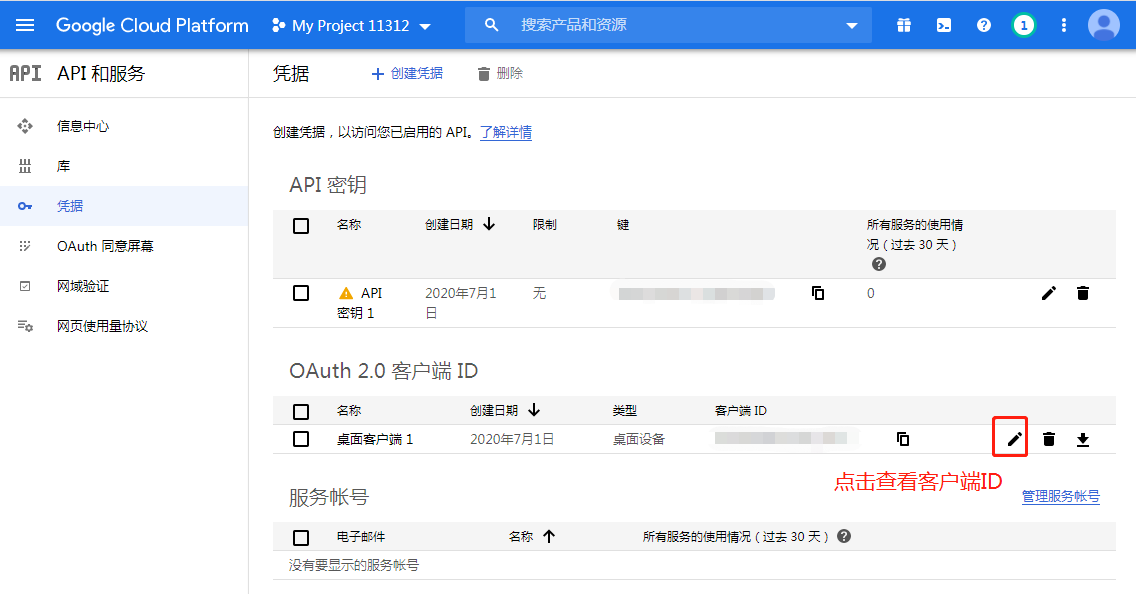 Google Cloud Platform
My Project 11312
搜索产品和资源
1
API
API 和服务
凭据
创建凭据
删除
信息中心
库
凭据
OAuth 同意屏幕
网域验证
网页使用量协议
创建凭据，以访问您已启用的 API。了解详情
API 密钥
名称
创建日期
限制
键
所有服务的使用情
况（过去 30 天）
API
密钥 1
2020年7月1
日
无
0
OAuth 2.0 客户端 ID
名称
创建日期
类型
客户端 ID
桌面客户端 1
2020年7月1日
桌面设备
点击查看客户端ID
服务帐号
管理服务帐号
电子邮件
名称
所有服务的使用情况（过去 30 天）
没有要显示的服务帐号